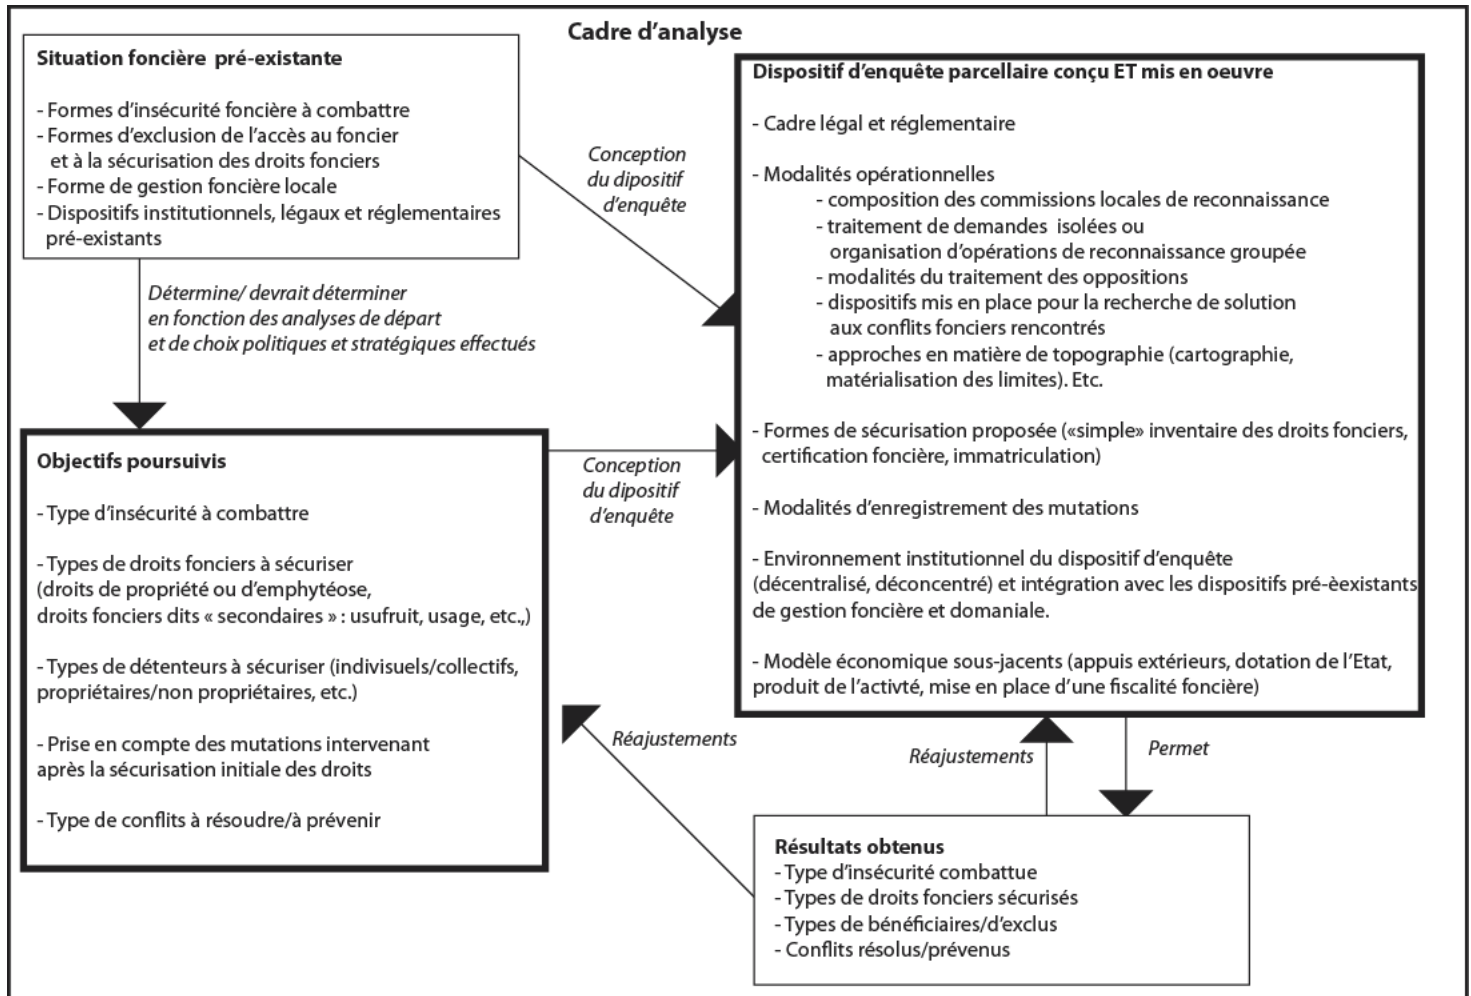 Cadre d’analyse
Situation foncière pré-existante
- Formes d’insécurité foncière à combattre
- Formes d’exclusion de l’accès au foncier
et à la sécurisation des droits fonciers
- Forme de gestion foncière locale
- Dispositifs institutionnels, légaux et réglementaires
pré-existants
Conception
du dipositif
d’enquête
Détermine/ devrait déterminer
en fonction des analyses de départ
et de choix politiques et stratégiques effectués
Objectifs poursuivis
- Type d’insécurité à combattre
- Types de droits fonciers à sécuriser
(droits de propriété ou d’emphytéose,
droits fonciers dits « secondaires » : usufruit, usage, etc.,)
- Types de détenteurs à sécuriser (indivisuels/collectifs,
propriétaires/non propriétaires, etc.)
- Prise en compte des mutations intervenant
après la sécurisation initiale des droits
- Type de conflits à résoudre/à prévenir
Conception
du dipositif
d’enquête
Dispositif d’enquête parcellaire conçu ET mis en oeuvre
- Cadre légal et réglementaire
- Modalités opérationnelles
- composition des commissions locales de reconnaissance
- traitement de demandes isolées ou
organisation d’opérations de reconnaissance groupée
- modalités du traitement des oppositions
- dispositifs mis en place pour la recherche de solution
aux conflits fonciers rencontrés
- approches en matière de topographie (cartographie,
matérialisation des limites). Etc.
- Formes de sécurisation proposée («simple» inventaire des droits fonciers,
certification foncière, immatriculation)
- Modalités d’enregistrement des mutations
- Environnement institutionnel du dispositif d’enquête
(décentralisé, déconcentré) et intégration avec les dispositifs pré-èexistants
de gestion foncière et domaniale.
- Modèle économique sous-jacents (appuis extérieurs, dotation de l’Etat,
produit de l’activté, mise en place d’une fiscalité foncière)
Réajustements
Réajustements
Permet
Résultats obtenus
- Type d’insécurité combattue
- Types de droits fonciers sécurisés
- Types de bénéficiaires/d’exclus
- Conflits résolus/prévenus